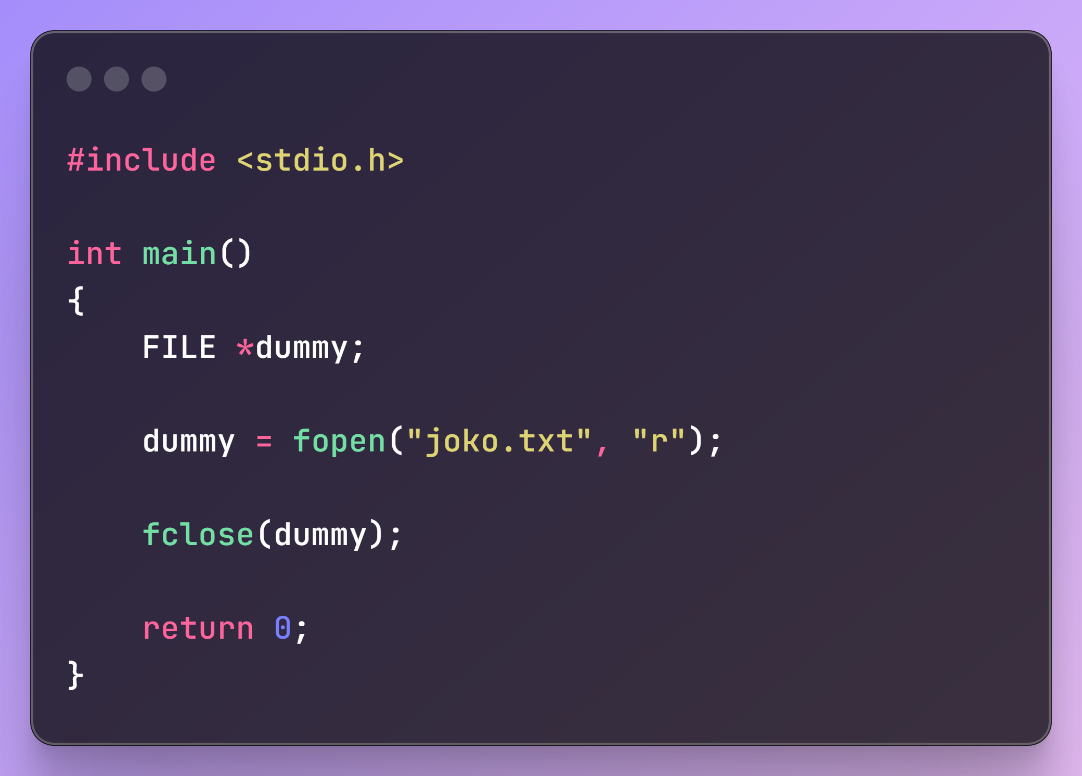 #include <stdio.h>
int main()
{
    FILE *dummy;
    dummy = fopen("joko.txt", "r");
    fclose(dummy);
    return 0;
}